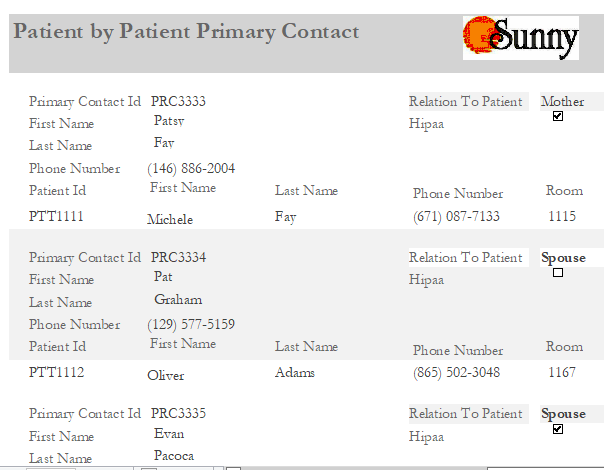 Patient by Patient Primary Contact
Sunny
Primary Contact Id PRC3333 Relation To Patient Mother
First Name Patsy Hipaa
Last Name Fay
Phone Number (146) 886-2004
Patient Id First Name Last Name Phone Number Room
PTT1111 Michele Fay (671) 087-7133 1115
Primary Contact Id PRC3334 Relation To Patient Spouse
First Name Pat Hipaa
Last Name Graham
Phone Number (129) 577-5159
Patient Id First Name Last Name Phone Number Room
PTT1112 Oliver Adams (865) 502-3048 1167
Primary Contact Id PRC3335 Relation To Patient Spouse
First Name Evan Hipaa
Last Name Pacoca